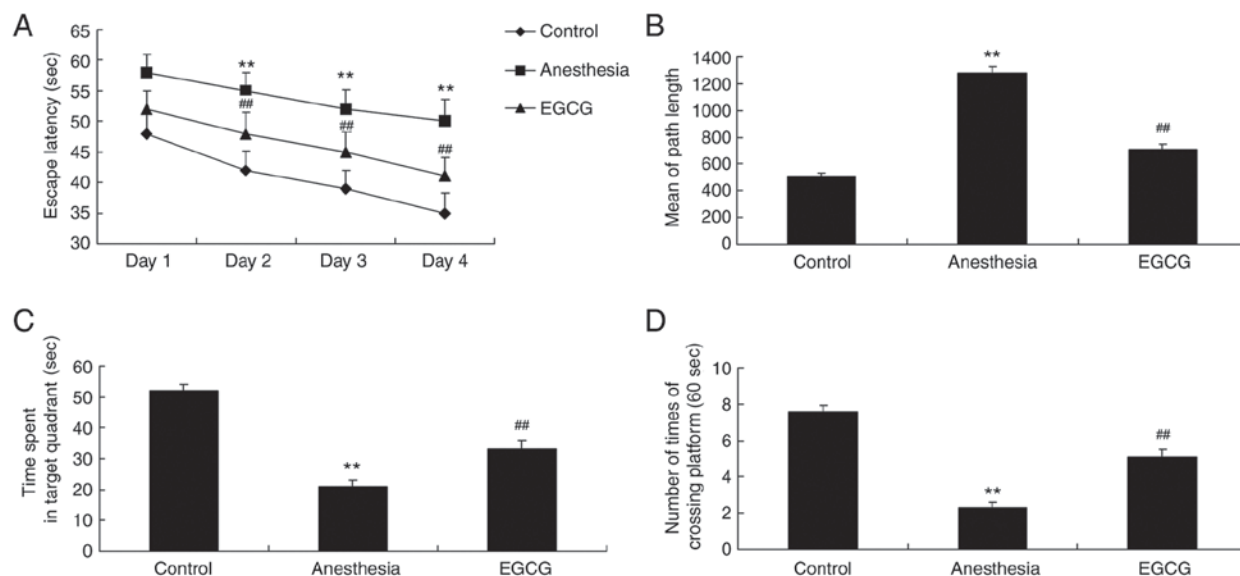 A
Escape latency (sec)
65
60
55
50
45
40
35
30
** ** **
## ## ##
Day 1 Day 2 Day 3 Day 4
Control
Anesthesia
EGCG
B
Mean of path length
1400
1200
1000
800
600
400
200
0
**
##
Control Anesthesia EGCG
C
Time spent
in target quadrant (sec)
60
50
40
30
20
10
0
**
##
Control Anesthesia EGCG
D
Number of times of
crossing platform (60 sec)
10
8
6
4
2
0
**
##
Control Anesthesia EGCG